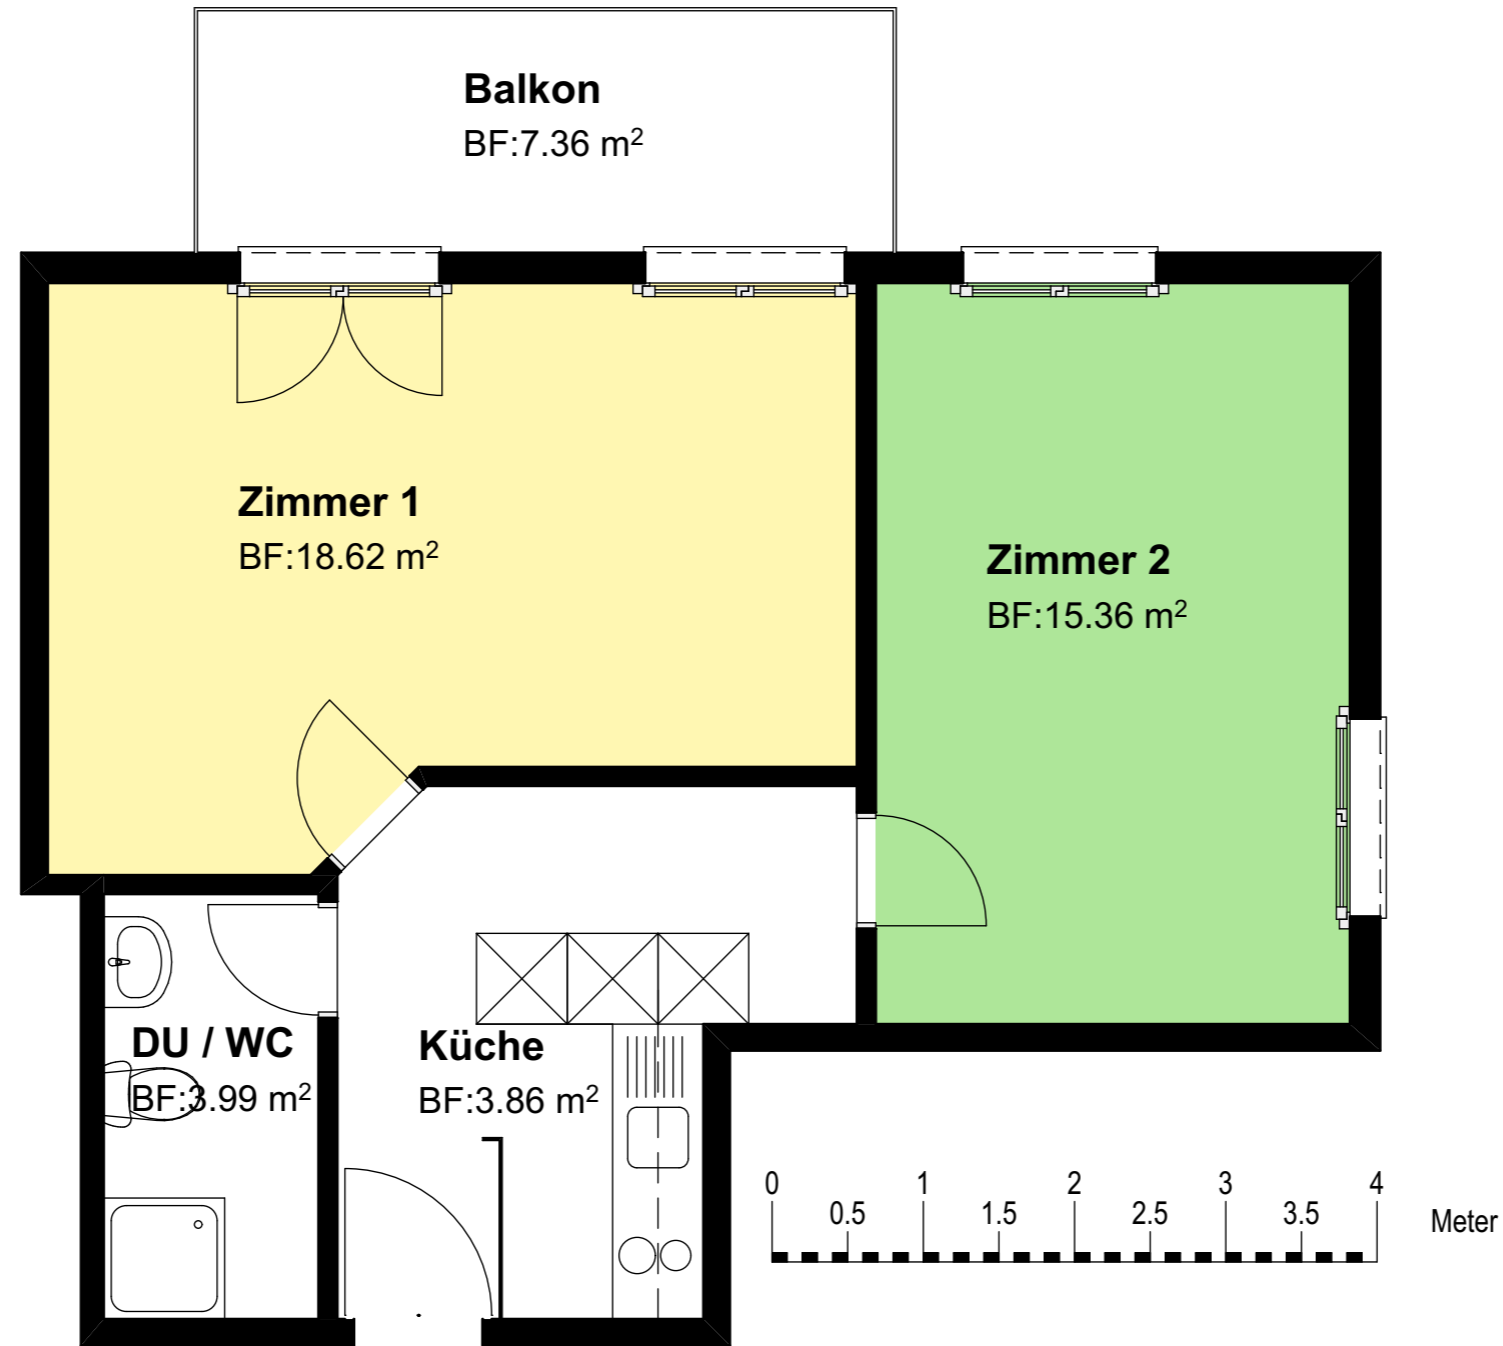 Balkon
BF:7.36 m²
Zimmer 1
BF:18.62 m²
Zimmer 2
BF:15.36 m²
DU / WC
BF:3.99 m²
Küche
BF:3.86 m²
0 1 2 3 4
0.5 1.5 2.5 3.5 Meter